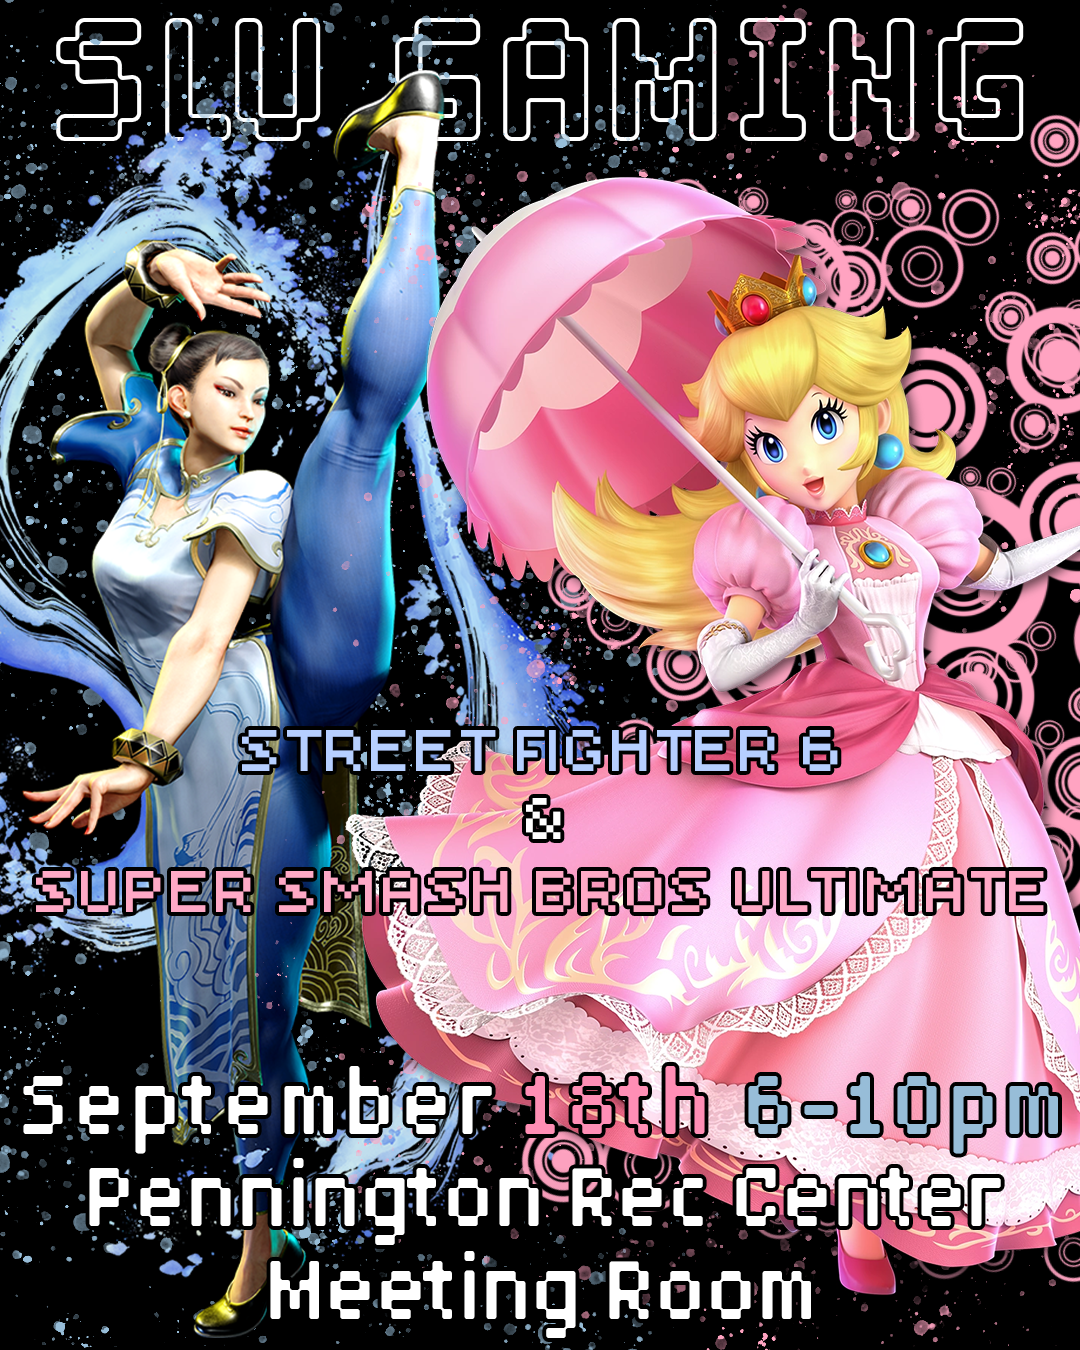 SLU GAMING
STREET FIGHTER 6
&
SUPER SMASH BROS ULTIMATE
September 18th 6-10pm
Pennington Rec Center
Meeting Room